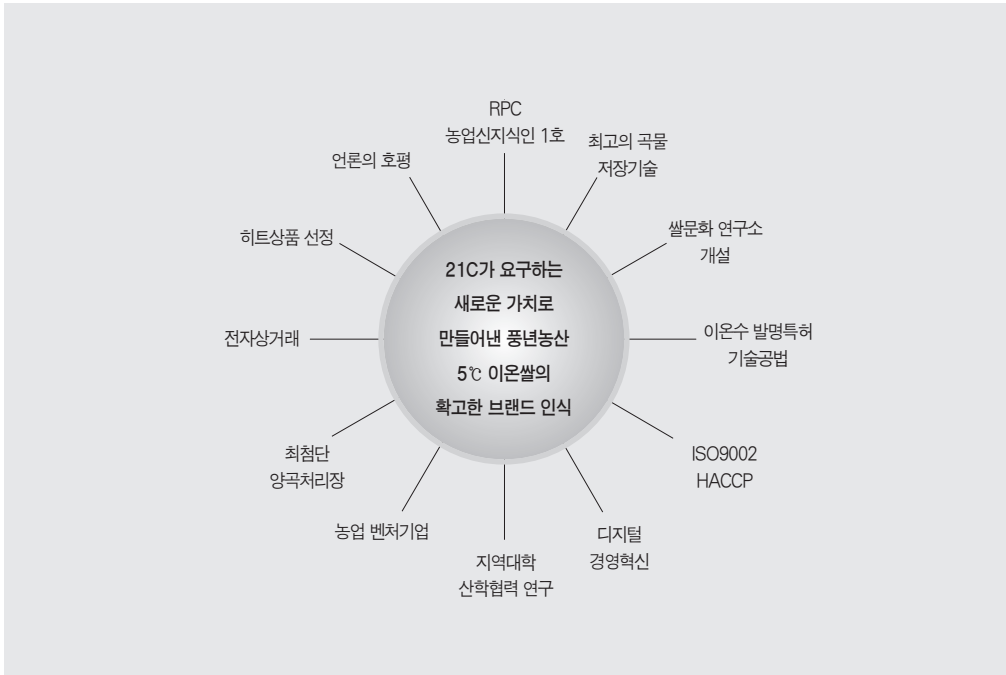 RPC
농업신지식인 1호
최고의 곡물
저장기술
쌀문화 연구소
개설
이온수 발명특허
기술공법
ISO9002
HACCP
디지털
경영혁신
지역대학
산학협력 연구
농업 벤처기업
최첨단
양곡처리장
전자상거래
히트상품 선정
언론의 호평
21C가 요구하는
새로운 가치로
만들어낸 풍년농산
5℃ 이온쌀의
확고한 브랜드 인식